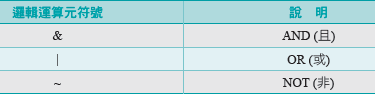 邏輯運算元符號 說 明
& AND (且)
| OR (或)
~ NOT (非)